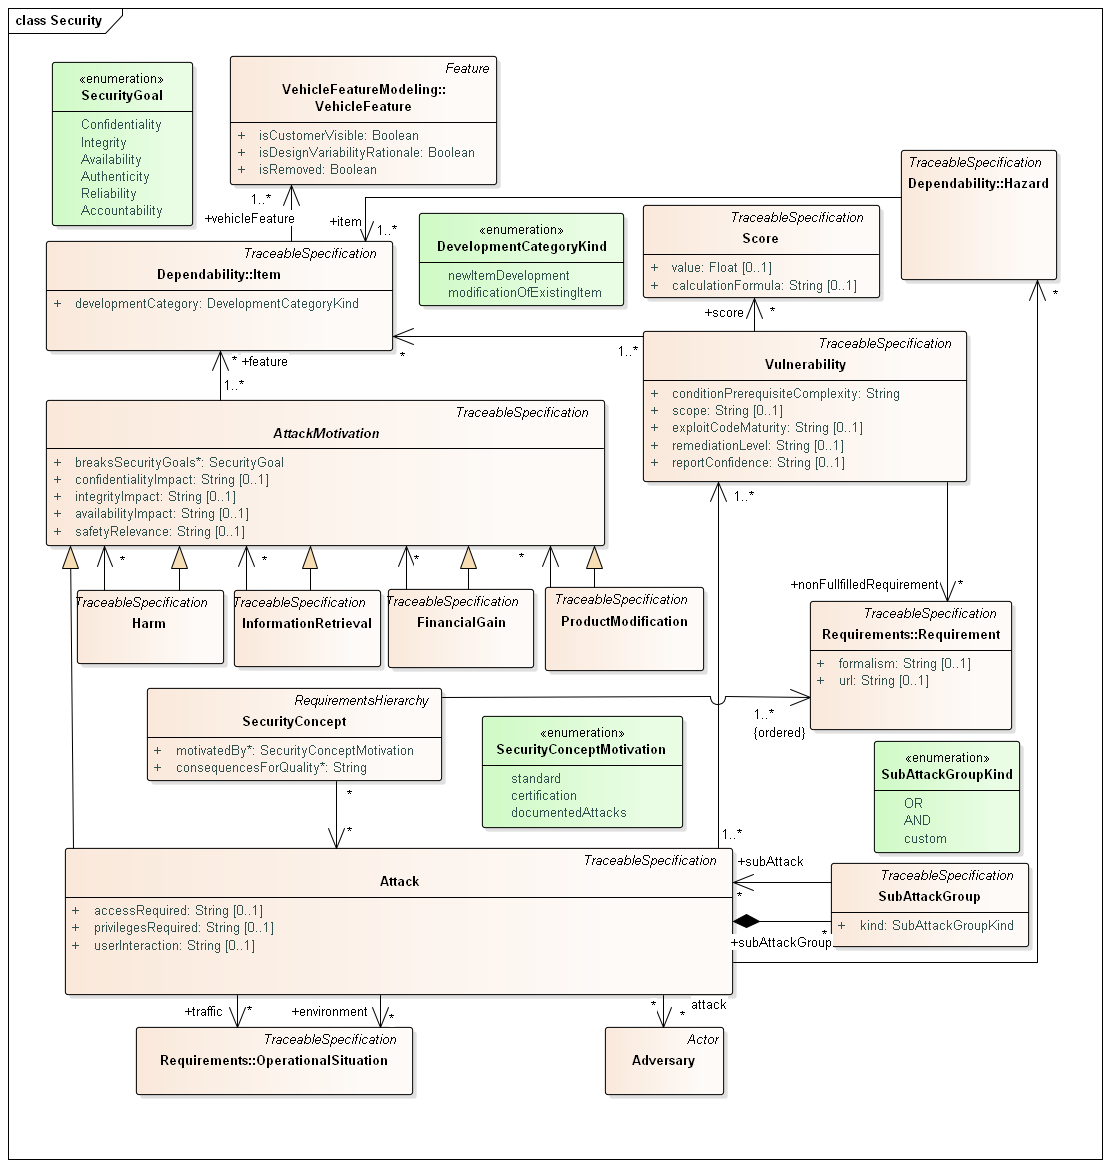 class Security
«enumeration»
SecurityGoal
Confidentiality
Integrity
Availability
Authenticity
Reliability
Accountability
Feature
VehicleFeatureModeling::
VehicleFeature
+ isCustomerVisible: Boolean
+ isDesignVariabilityRationale: Boolean
+ isRemoved: Boolean
1..*
+vehicleFeature
+item
1..*
TraceableSpecification
Dependability::Hazard
*
«enumeration»
DevelopmentCategoryKind
newItemDevelopment
modificationOfExistingItem
TraceableSpecification
Score
+ value: Float [0..1]
+ calculationFormula: String [0..1]
+score
*
TraceableSpecification
Dependability::Item
+ developmentCategory: DevelopmentCategoryKind
*
1..*
* +feature
1..*
TraceableSpecification
Vulnerability
+ conditionPrerequisiteComplexity: String
+ scope: String [0..1]
+ exploitCodeMaturity: String [0..1]
+ remediationLevel: String [0..1]
+ reportConfidence: String [0..1]
1..*
TraceableSpecification
AttackMotivation
+ breaksSecurityGoals*: SecurityGoal
+ confidentialityImpact: String [0..1]
+ integrityImpact: String [0..1]
+ availabilityImpact: String [0..1]
+ safetyRelevance: String [0..1]
*
*
*
*
TraceableSpecification
Harm
TraceableSpecification
InformationRetrieval
TraceableSpecification
FinancialGain
TraceableSpecification
ProductModification
+nonFullfilledRequirement
*
TraceableSpecification
Requirements::Requirement
+ formalism: String [0..1]
+ url: String [0..1]
1..*
{ordered}
RequirementsHierarchy
SecurityConcept
+ motivatedBy*: SecurityConceptMotivation
+ consequencesForQuality*: String
*
*
«enumeration»
SecurityConceptMotivation
standard
certification
documentedAttacks
«enumeration»
SubAttackGroupKind
OR
AND
custom
1..*
TraceableSpecification
Attack
+ accessRequired: String [0..1]
+ privilegesRequired: String [0..1]
+ userInteraction: String [0..1]
+subAttack
*
TraceableSpecification
SubAttackGroup
+ kind: SubAttackGroupKind
*
+subAttackGroup
+traffic
*
+environment
*
*
attack
*
TraceableSpecification
Requirements::OperationalSituation
Actor
Adversary